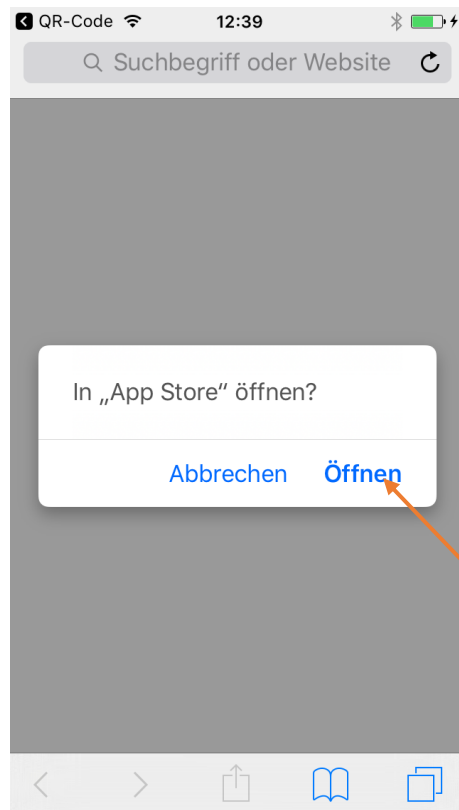 QR-Code 12:39
Suchbegriff oder Website
In „App Store“ öffnen?
Abbrechen Öffnen